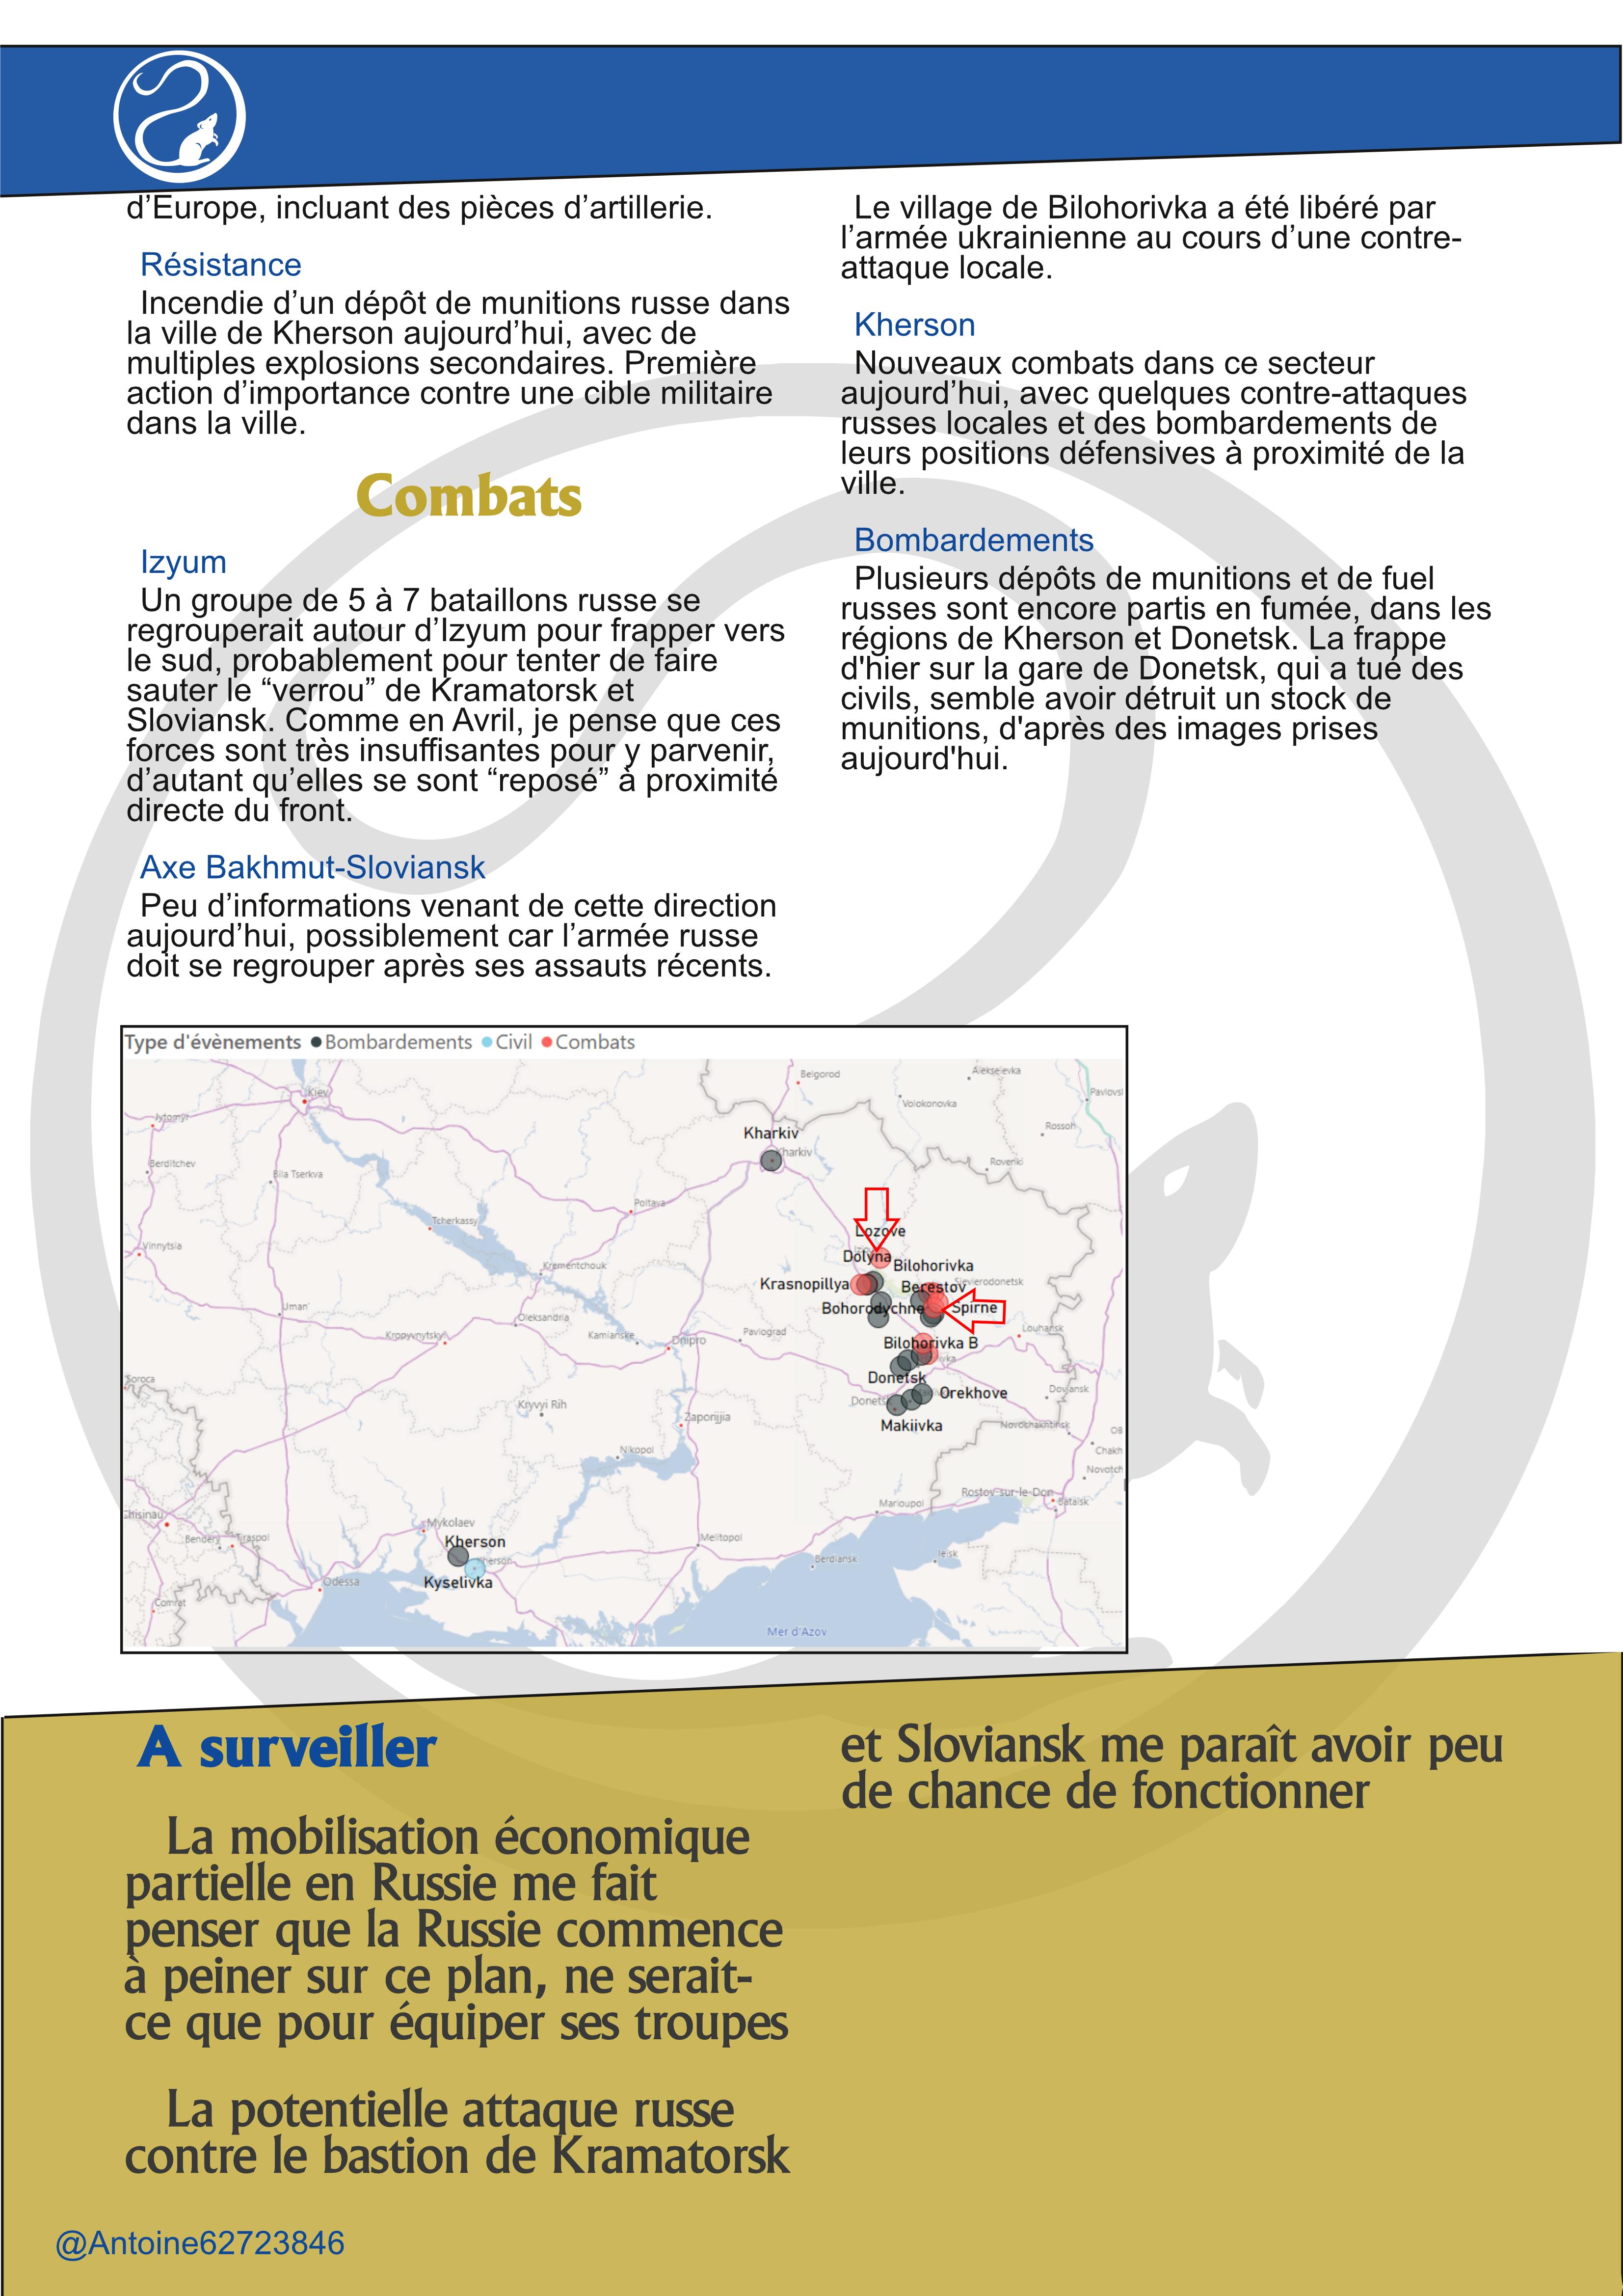 d’Europe, incluant des pièces d’artillerie.
Résistance
Incendie d’un dépôt de munitions russe dans
la ville de Kherson aujourd’hui, avec de
multiples explosions secondaires. Première
action d’importance contre une cible militaire
dans la ville.
Combats
Izyum
Un groupe de 5 à 7 bataillons russe se
regrouperait autour d’Izyum pour frapper vers
le sud, probablement pour tenter de faire
sauter le “verrou” de Kramatorsk et
Sloviansk. Comme en Avril, je pense que ces
forces sont très insuffisantes pour y parvenir,
d’autant qu’elles se sont “reposé” à proximité
directe du front.
Axe Bakhmut-Sloviansk
Peu d’informations venant de cette direction
aujourd’hui, possiblement car l’armée russe
doit se regrouper après ses assauts récents.
Le village de Bilohorivka a été libéré par
l’armée ukrainienne au cours d’une contre-
attaque locale.
Kherson
Nouveaux combats dans ce secteur
aujourd’hui, avec quelques contre-attaques
russes locales et des bombardements de
leurs positions défensives à proximité de la
ville.
Bombardements
Plusieurs dépôts de munitions et de fuel
russes sont encore partis en fumée, dans les
régions de Kherson et Donetsk. La frappe
d'hier sur la gare de Donetsk, qui a tué des
civils, semble avoir détruit un stock de
munitions, d'après des images prises
aujourd'hui.
Type d'évènements Bombardements Civil Combats
Belgorod
Alekseievka
Pavlovsk
Kiev
Volokonovka
Jytomyr
Rossoh
Kharkiv
Kharkiv
Berditchev
Bila Tserkva
Rovenki
Poltava
Tcherkassy
Lozove
Vinnytsia
Dolyna
Bilohorivka
Krementchouk
Krasnopillya
Berestov
Sievierodonetsk
Uman'
Bohorodychne
Spirne
Oleksandria
Kropyvnytsky
Kamianske
Dnipro
Pavlograd
Louhansk
Bilohorivka B
Soroca
Donetsk
Orekhove
Dovjansk
Donetsk
Kryvyi Rih
Zaporijjia
Makiivka
Novochakhtinsk
Nikopol
Chakh
Novotch
Rostov-sur-le-Don
Bataïsk
Marioupol
Chisinau
Mykolaev
Bendery
Tiraspol
Kherson
Melitopol
Kherson
Berdiansk
Ieïsk
Odessa
Kyselivka
Comrat
Mer d'Azov
A surveiller
La mobilisation économique
partielle en Russie me fait
penser que la Russie commence
à peiner sur ce plan, ne serait-
ce que pour équiper ses troupes
La potentielle attaque russe
contre le bastion de Kramatorsk
et Sloviansk me paraît avoir peu
de chance de fonctionner
@Antoine62723846